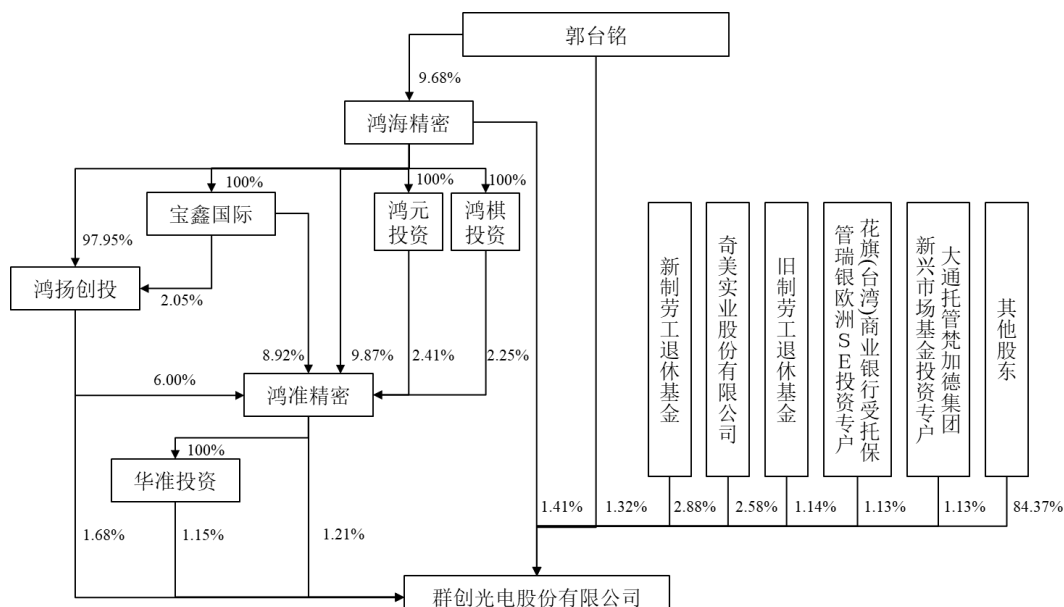 郭台铭
9.68%
鸿海精密
100%
100%
100%
宝鑫国际
鸿元
投资
鸿棋
投资
97.95%
鸿扬创投
2.05%
8.92%
9.87%
2.41%
2.25%
6.00%
鸿准精密
100%
华准投资
新制劳工退休基金
奇美实业股份有限公司
旧制劳工退休基金
花旗(台湾)商业银行受托保
管瑞银欧洲SE投资专户
大通托管梵加德集团
新兴市场基金投资专户
其他股东
1.68%
1.15%
1.21%
1.41%
1.32%
2.88%
2.58%
1.14%
1.13%
1.13%
84.37%
群创光电股份有限公司